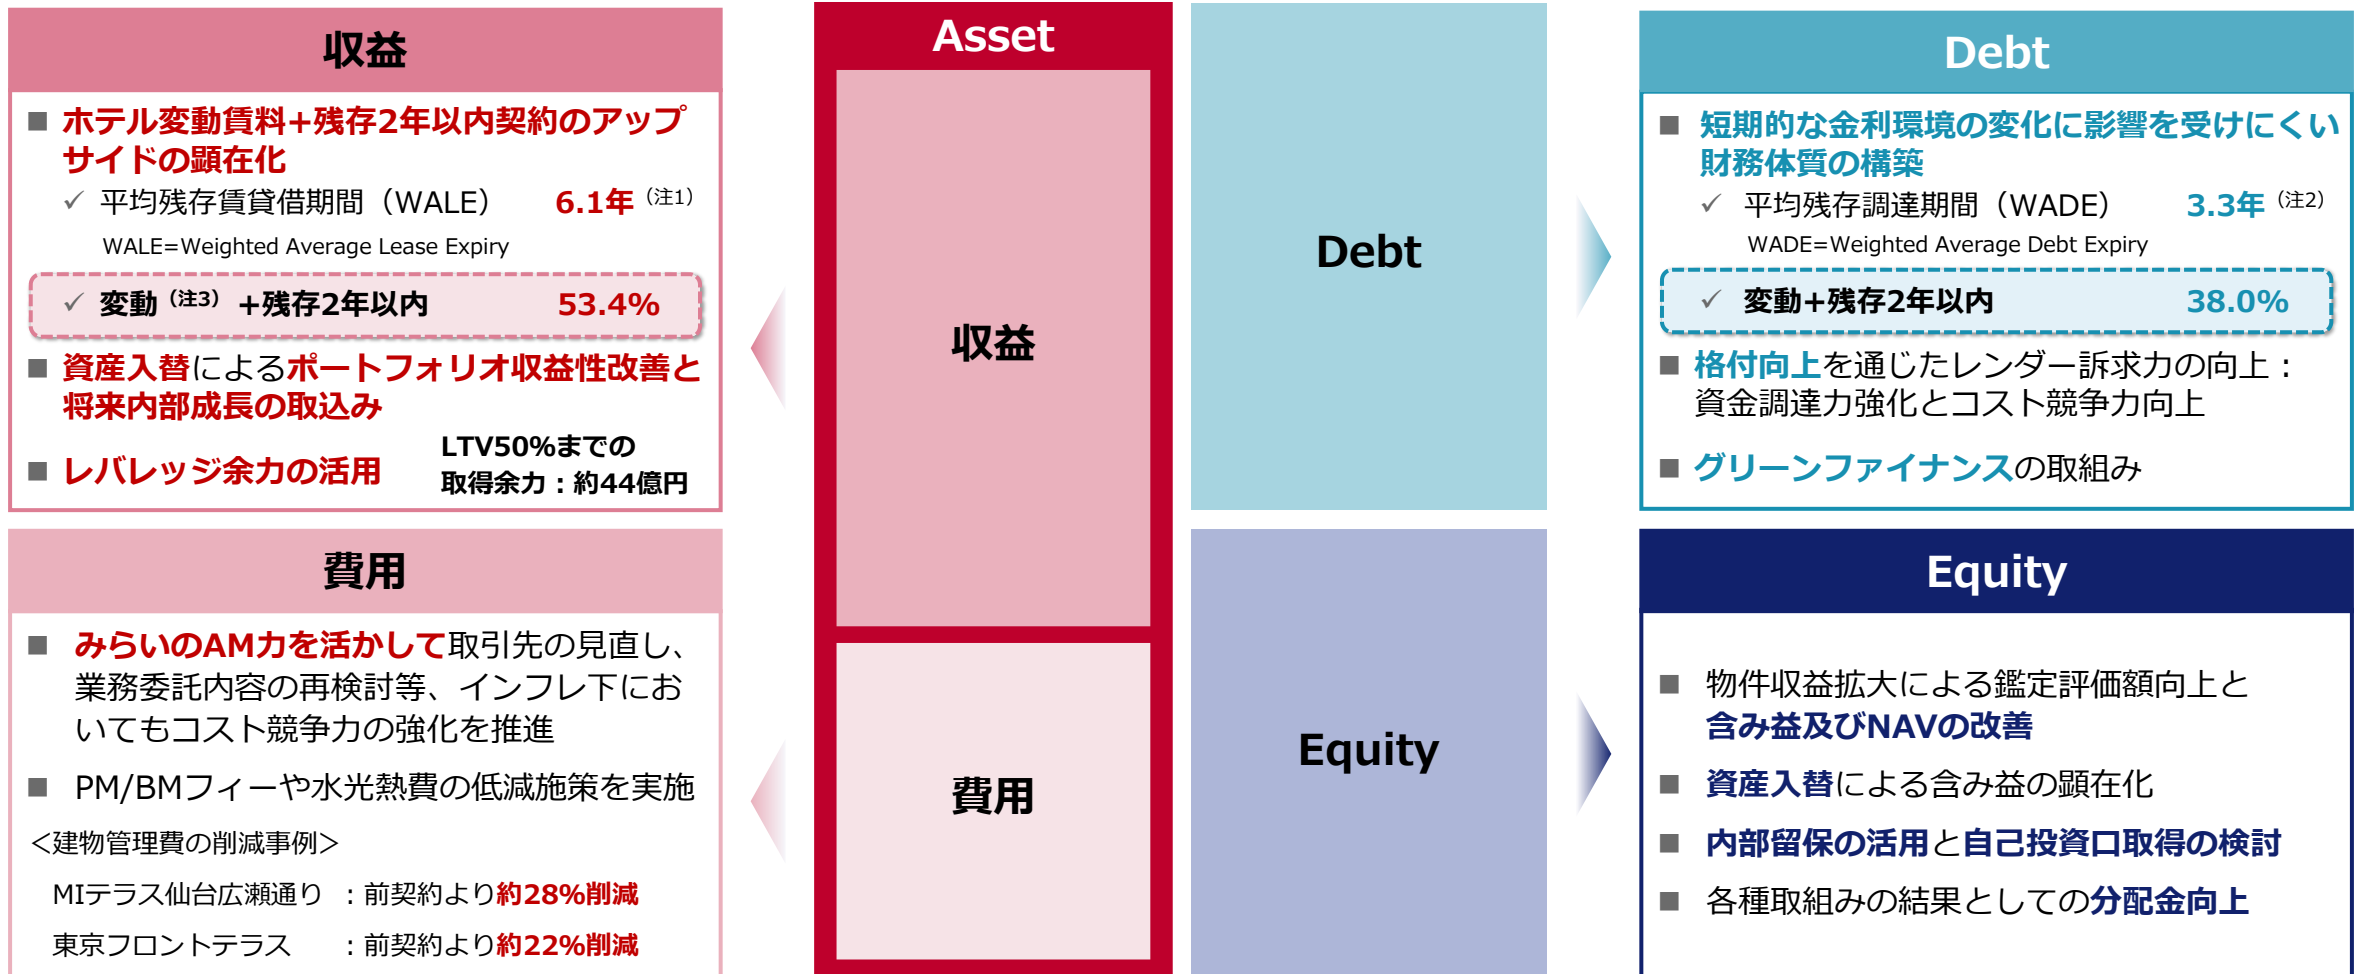 収益
■ ホテル変動賃料+残存2年以内契約のアップ
サイドの顕在化
✓ 平均残存賃貸借期間（WALE） 6.1年（注1）
WALE=Weighted Average Lease Expiry
✓ 変動（注3）+残存2年以内 53.4%
■ 資産入替によるポートフォリオ収益性改善と
将来内部成長の取込み
■ レバレッジ余力の活用
LTV50%までの
取得余力：約44億円
費用
■ みらいのAM力を活かして取引先の見直し、
業務委託内容の再検討等、インフレ下にお
いてもコスト競争力の強化を推進
■ PM/BMフィーや水光熱費の低減施策を実施
＜建物管理費の削減事例＞
MIテラス仙台広瀬通り ：前契約より約28%削減
東京フロントテラス ：前契約より約22%削減
Asset
収益
費用
Debt
Equity
Debt
■ 短期的な金利環境の変化に影響を受けにくい
財務体質の構築
✓ 平均残存調達期間（WADE） 3.3年（注2）
WADE=Weighted Average Debt Expiry
✓ 変動+残存2年以内 38.0%
■ 格付向上を通じたレンダー訴求力の向上：
資金調達力強化とコスト競争力向上
■ グリーンファイナンスの取組み
Equity
■ 物件収益拡大による鑑定評価額向上と
含み益及びNAVの改善
■ 資産入替による含み益の顕在化
■ 内部留保の活用と自己投資口取得の検討
■ 各種取組みの結果としての分配金向上